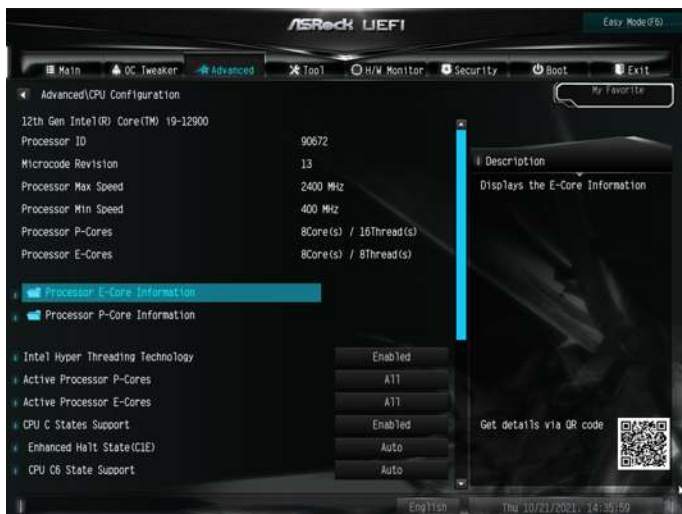 ASRock UEFI
Easy Mode(F6)
Main OC Tweaker Advanced Tool H/W Monitor Security Boot Exit
Advanced\CPU Configuration
My Favorite
12th Gen Intel(R) Core(TM) i9-12900
Processor ID 90672
Microcode Revision 13
Processor Max Speed 2400 MHz
Processor Min Speed 400 MHz
Processor P-Cores 8Core(s) / 16Thread(s)
Processor E-Cores 8Core(s) / 8Thread(s)
Processor E-Core Information
Processor P-Core Information
Intel Hyper Threading Technology Enabled
Active Processor P-Cores All
Active Processor E-Cores All
CPU C States Support Enabled
Enhanced Halt State(C1E) Auto
CPU C6 State Support Auto
Description
Displays the E-Core Information
Get details via QR code
English
Thu 10/21/2021, 14:35:59